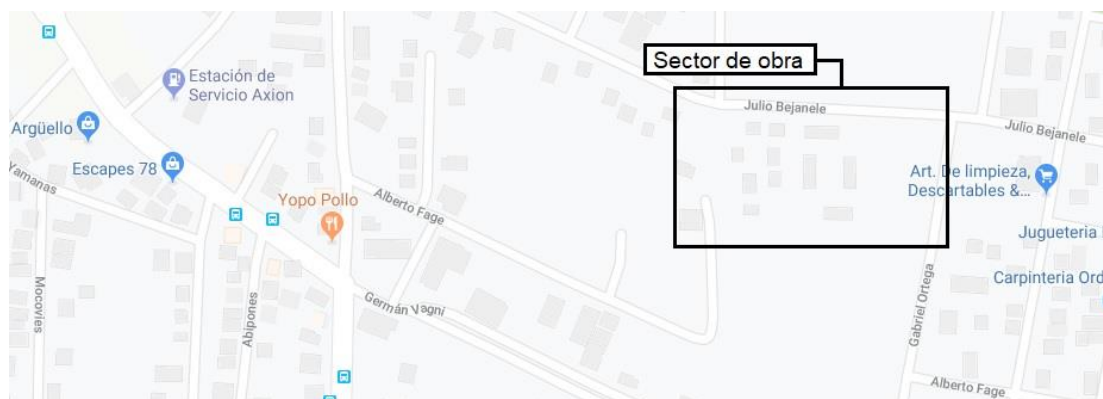 Sector de obra
Estación de
Servicio Axion
Julio Bejanele
Julio Bejanele
Argüello
Escapes 78
Yamanas
Yopo Pollo
Alberto Fage
Art. De limpieza,
Descartables &...
Jugueteria
Carpinteria Ord
Mocovies
Abipones
Germán Vagni
Gabriel Ortega
Alberto Fage